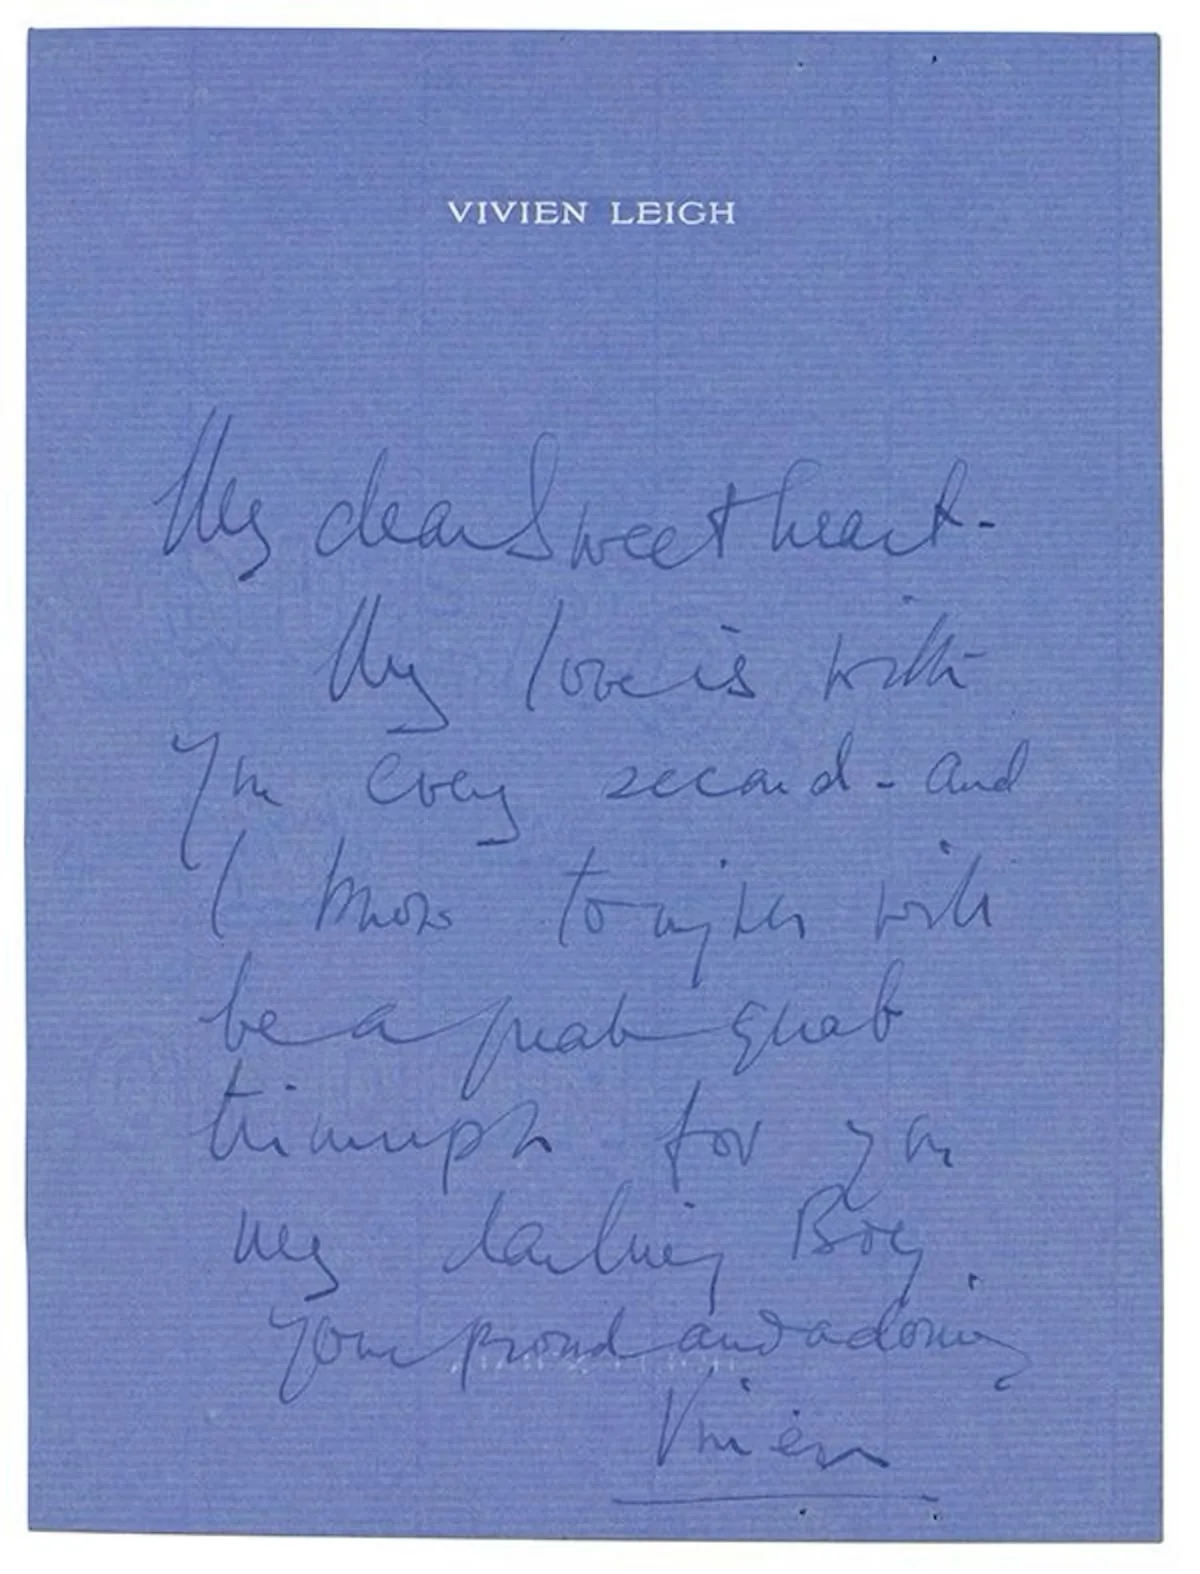 VIVIEN LEIGH
My dear Sweetheart -
My love is with
you every second - and
I know tonight will
be a great great
triumph for you
my darling Boy.
Your proud and adoring
Vivien